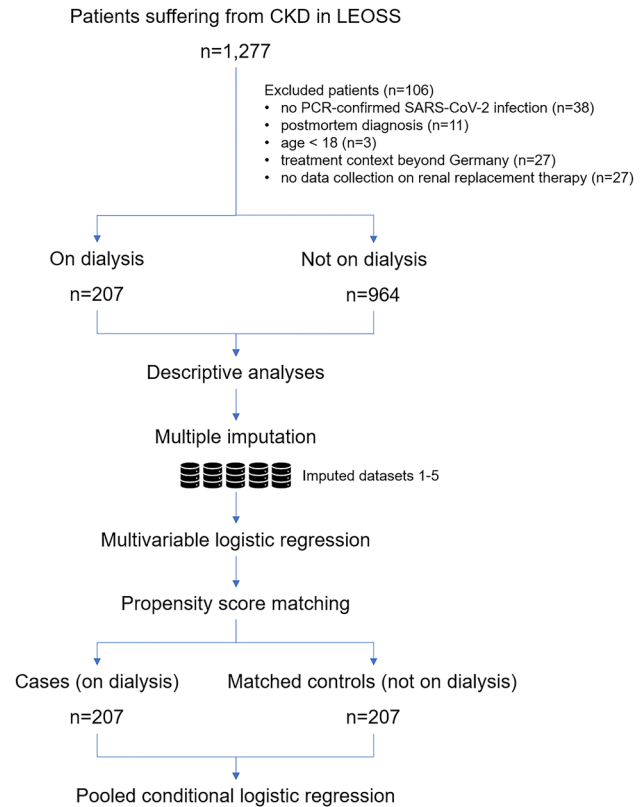 Patients suffering from CKD in LEOSS
n=1,277
Excluded patients (n=106)
• no PCR-confirmed SARS-CoV-2 infection (n=38)
• postmortem diagnosis (n=11)
• age < 18 (n=3)
• treatment context beyond Germany (n=27)
• no data collection on renal replacement therapy (n=27)
On dialysis
n=207
Not on dialysis
n=964
Descriptive analyses
Multiple imputation
Imputed datasets 1-5
Multivariable logistic regression
Propensity score matching
Cases (on dialysis)
n=207
Matched controls (not on dialysis)
n=207
Pooled conditional logistic regression